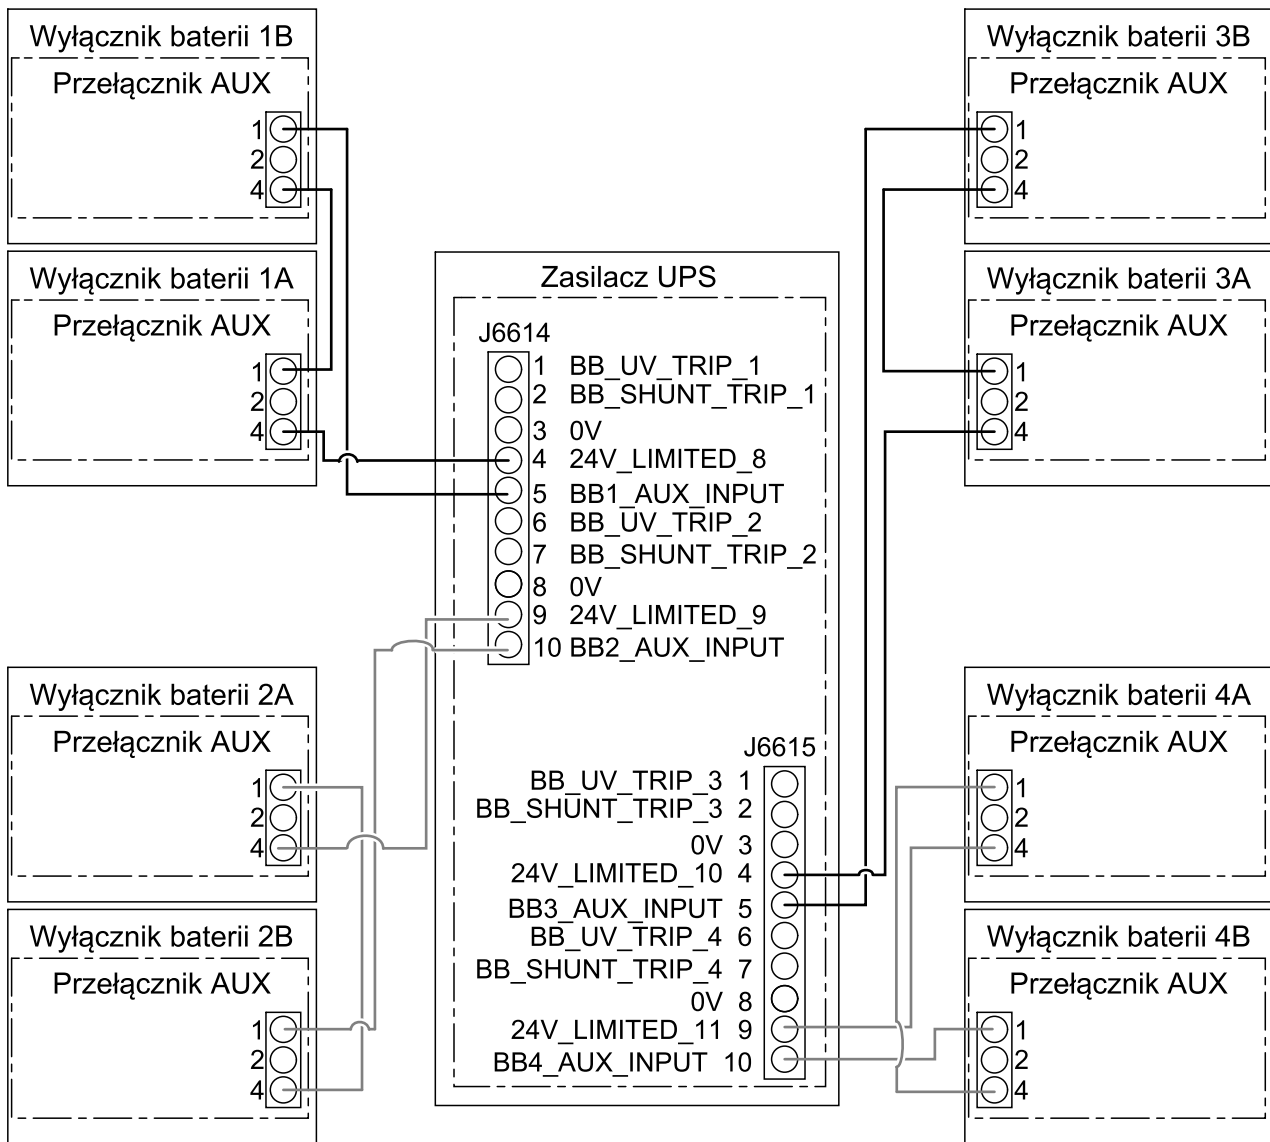 Wyłącznik baterii 1B
Przełącznik AUX
1
2
4
Wyłącznik baterii 1A
Przełącznik AUX
1
2
4
Wyłącznik baterii 2A
Przełącznik AUX
1
2
4
Wyłącznik baterii 2B
Przełącznik AUX
1
2
4
Zasilacz UPS
J6614
1 BB_UV_TRIP_1
2 BB_SHUNT_TRIP_1
3 0V
4 24V_LIMITED_8
5 BB1_AUX_INPUT
6 BB_UV_TRIP_2
7 BB_SHUNT_TRIP_2
8 0V
9 24V_LIMITED_9
10 BB2_AUX_INPUT
J6615
BB_UV_TRIP_3 1
BB_SHUNT_TRIP_3 2
0V 3
24V_LIMITED_10 4
BB3_AUX_INPUT 5
BB_UV_TRIP_4 6
BB_SHUNT_TRIP_4 7
0V 8
24V_LIMITED_11 9
BB4_AUX_INPUT 10
Wyłącznik baterii 3B
Przełącznik AUX
1
2
4
Wyłącznik baterii 3A
Przełącznik AUX
1
2
4
Wyłącznik baterii 4A
Przełącznik AUX
1
2
4
Wyłącznik baterii 4B
Przełącznik AUX
1
2
4